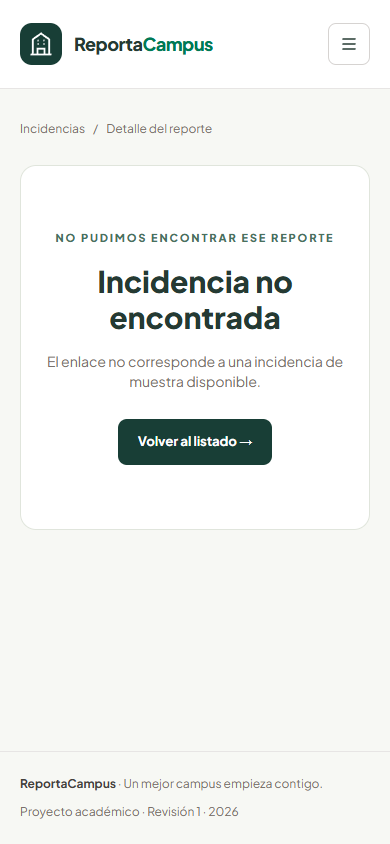 ReportaCampus
Incidencias / Detalle del reporte
NO PUDIMOS ENCONTRAR ESE REPORTE
Incidencia no
encontrada
El enlace no corresponde a una incidencia de
muestra disponible.
Volver al listado →
ReportaCampus · Un mejor campus empieza contigo.
Proyecto académico · Revisión 1 · 2026